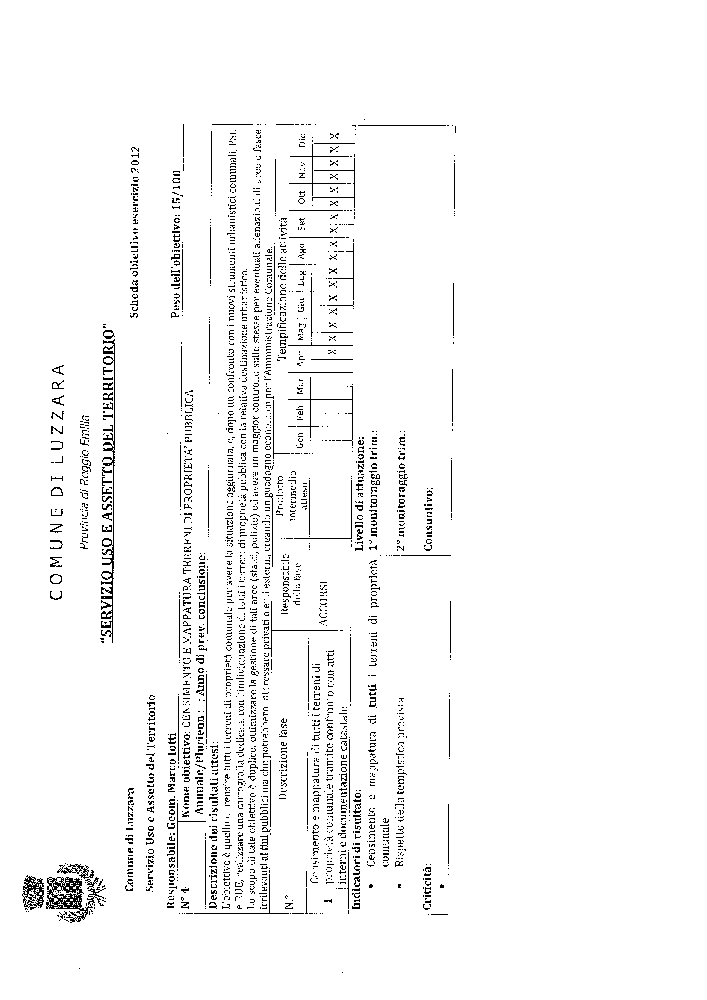 COMUNE DI LUZZARA
Provincia di Reggio Emilia
“SERVIZIO USO E ASSETTO DEL TERRITORIO”
Comune di Luzzara
Scheda obiettivo esercizio 2012
Servizio Uso e Assetto del Territorio
Responsabile: Geom. Marco Iotti
Peso dell'obiettivo: 15/100
N° 4
Nome obiettivo: CENSIMENTO E MAPPATURA TERRENI DI PROPRIETA' PUBBLICA
Annuale/Plurienn.: ; Anno di prev. conclusione:
Descrizione dei risultati attesi:
L'obiettivo è quello di censire tutti i terreni di proprietà comunale per avere la situazione aggiornata, e, dopo un confronto con i nuovi strumenti urbanistici comunali, PSC
e RUE, realizzare una cartografia dedicata con l'individuazione di tutti i terreni di proprietà pubblica con la relativa destinazione urbanistica.
Lo scopo di tale obiettivo è duplice, ottimizzare la gestione di tali aree (sfalci, pulizie) ed avere un maggior controllo sulle stesse per eventuali alienazioni di aree o fasce
irrilevanti ai fini pubblici ma che potrebbero interessare privati o enti esterni, creando un guadagno economico per l'Amministrazione Comunale.
N.°
Descrizione fase
Responsabile
della fase
Prodotto
intermedio
atteso
Tempificazione delle attività
Gen Feb Mar Apr Mag Giu Lug Ago Set Ott Nov Dic
1
Censimento e mappatura di tutti i terreni di
proprietà comunale tramite confronto con atti
interni e documentazione catastale
ACCORSI
X X X X X X X X X X X X X X X X X
Indicatori di risultato:
• Censimento e mappatura di tutti i terreni di proprietà
comunale
• Rispetto della tempistica prevista
Criticità:
•
Livello di attuazione:
1° monitoraggio trim.:
2° monitoraggio trim.:
Consuntivo: